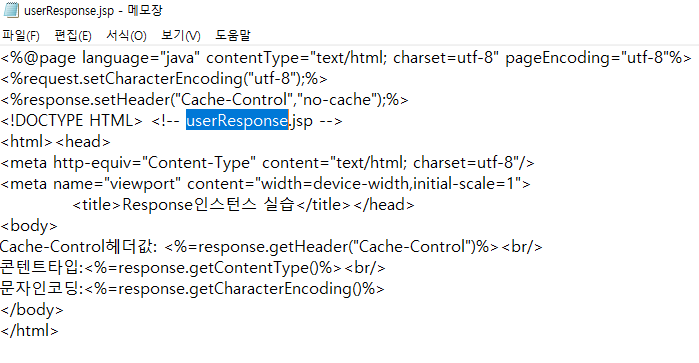 userResponse.jsp - 메모장
파일(F) 편집(E) 서식(O) 보기(V) 도움말
<%@page language="java" contentType="text/html; charset=utf-8" pageEncoding="utf-8"%>
<%request.setCharacterEncoding("utf-8");%>
<%response.setHeader("Cache-Control","no-cache");%>
<!DOCTYPE HTML> <!-- userResponse.jsp -->
<html><head>
<meta http-equiv="Content-Type" content="text/html; charset=utf-8"/>
<meta name="viewport" content="width=device-width,initial-scale=1">
<title>Response인스턴스 실습</title></head>
<body>
Cache-Control헤더값: <%=response.getHeader("Cache-Control")%><br/>
콘텐트타입:<%=response.getContentType()%><br/>
문자인코딩:<%=response.getCharacterEncoding()%>
</body>
</html>